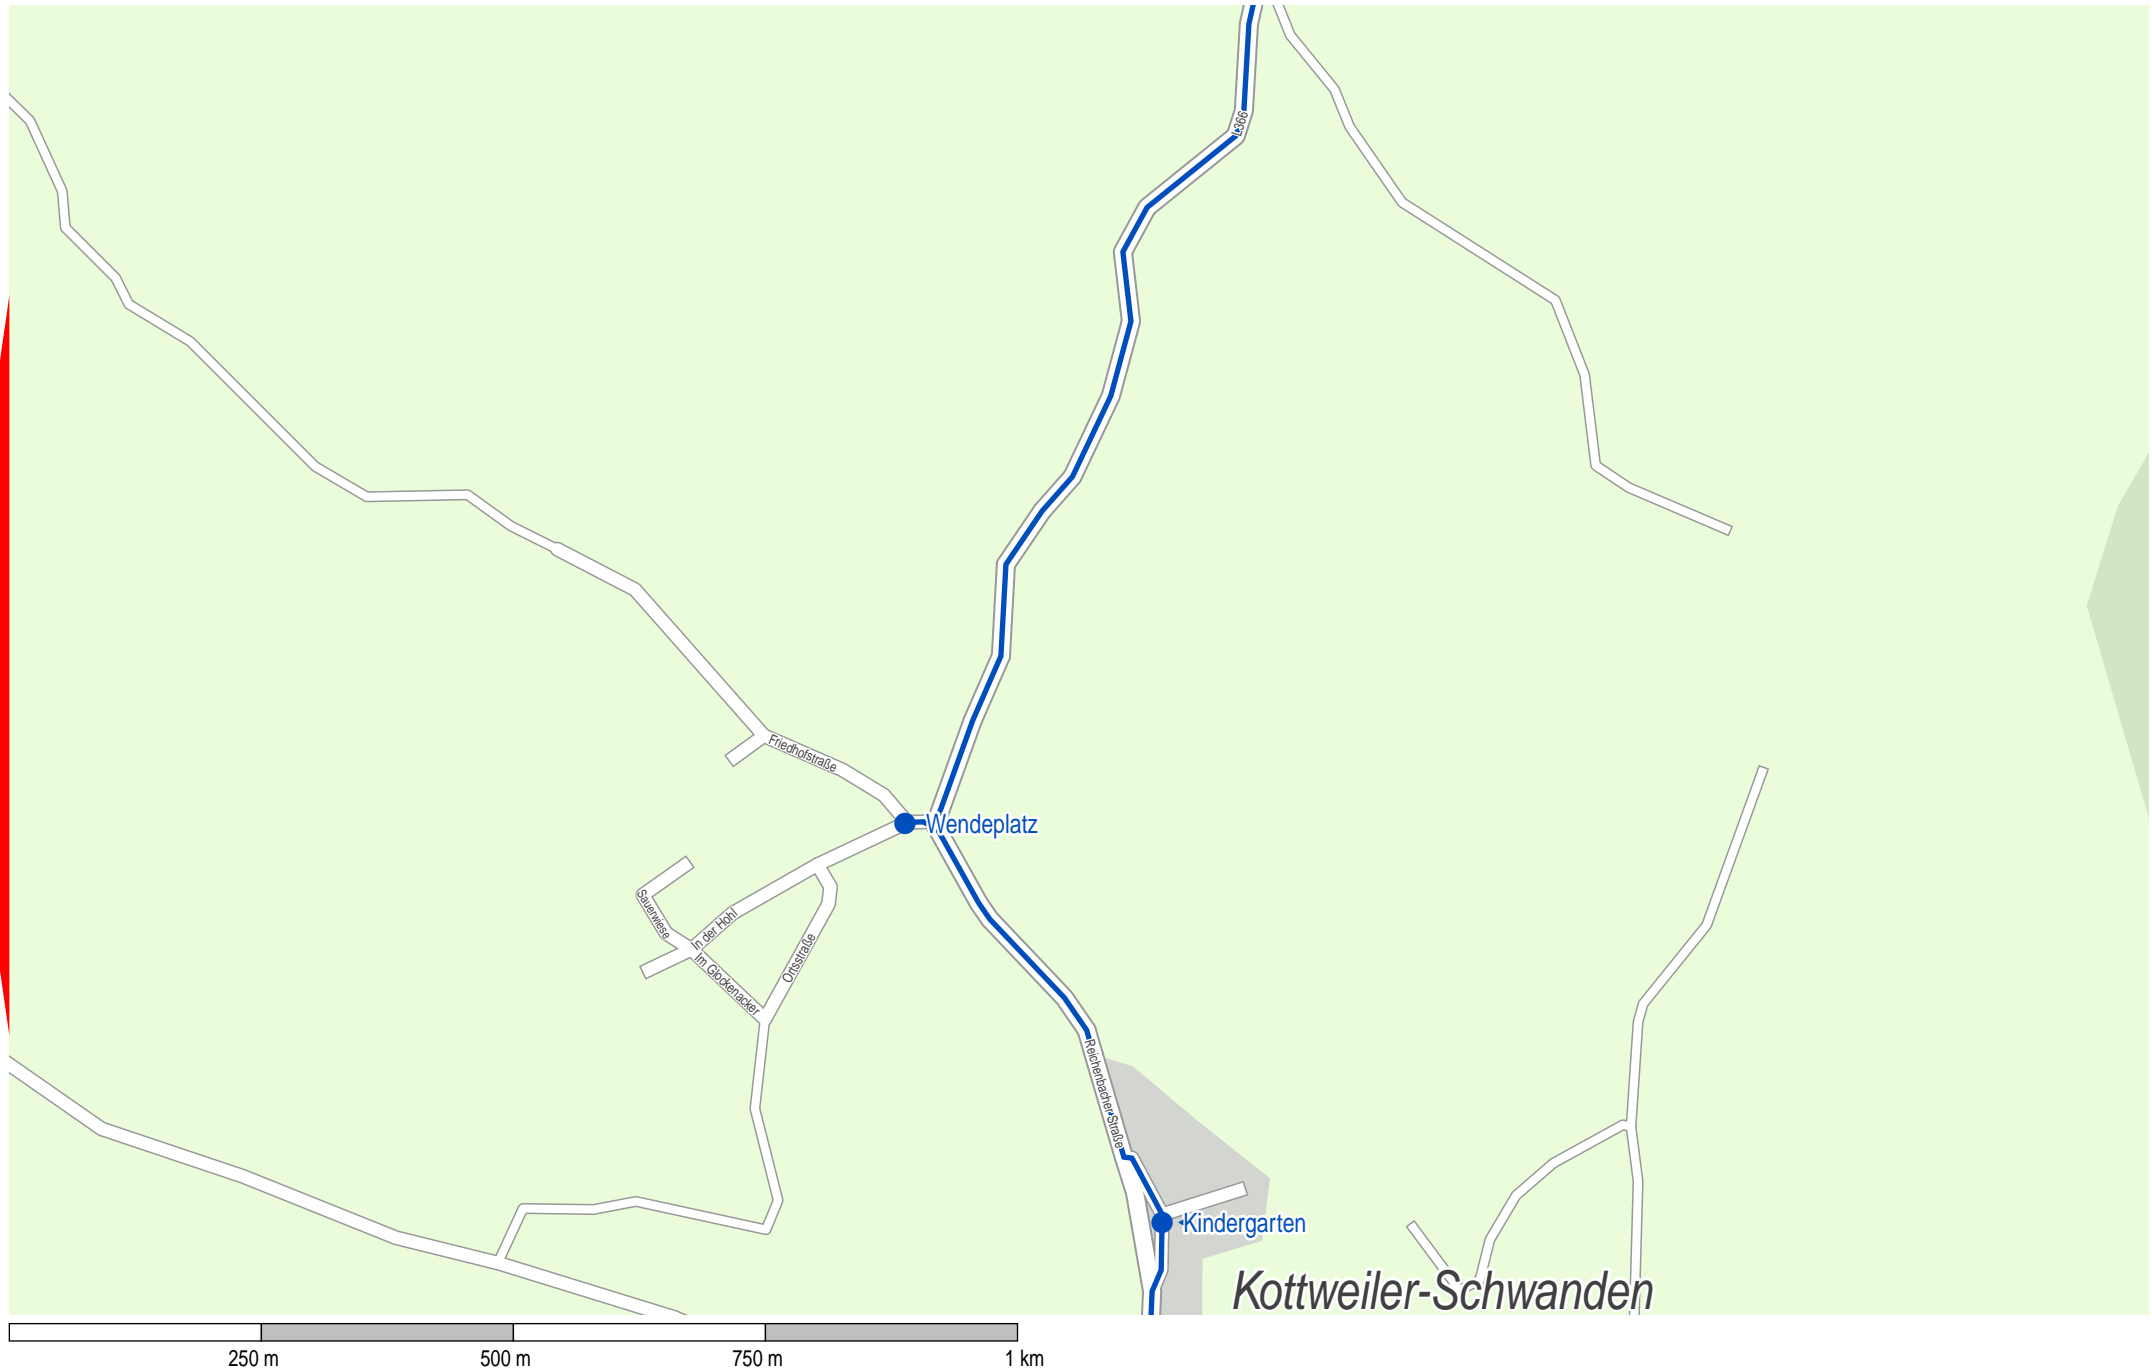 L366
Friedhofstraße
Wendeplatz
Sauerwiese
In der Hohl
Im Glockenacker
Ortsstraße
Reichenbacher Straße
Kindergarten
Kottweiler-Schwanden
250 m
500 m
750 m
1 km